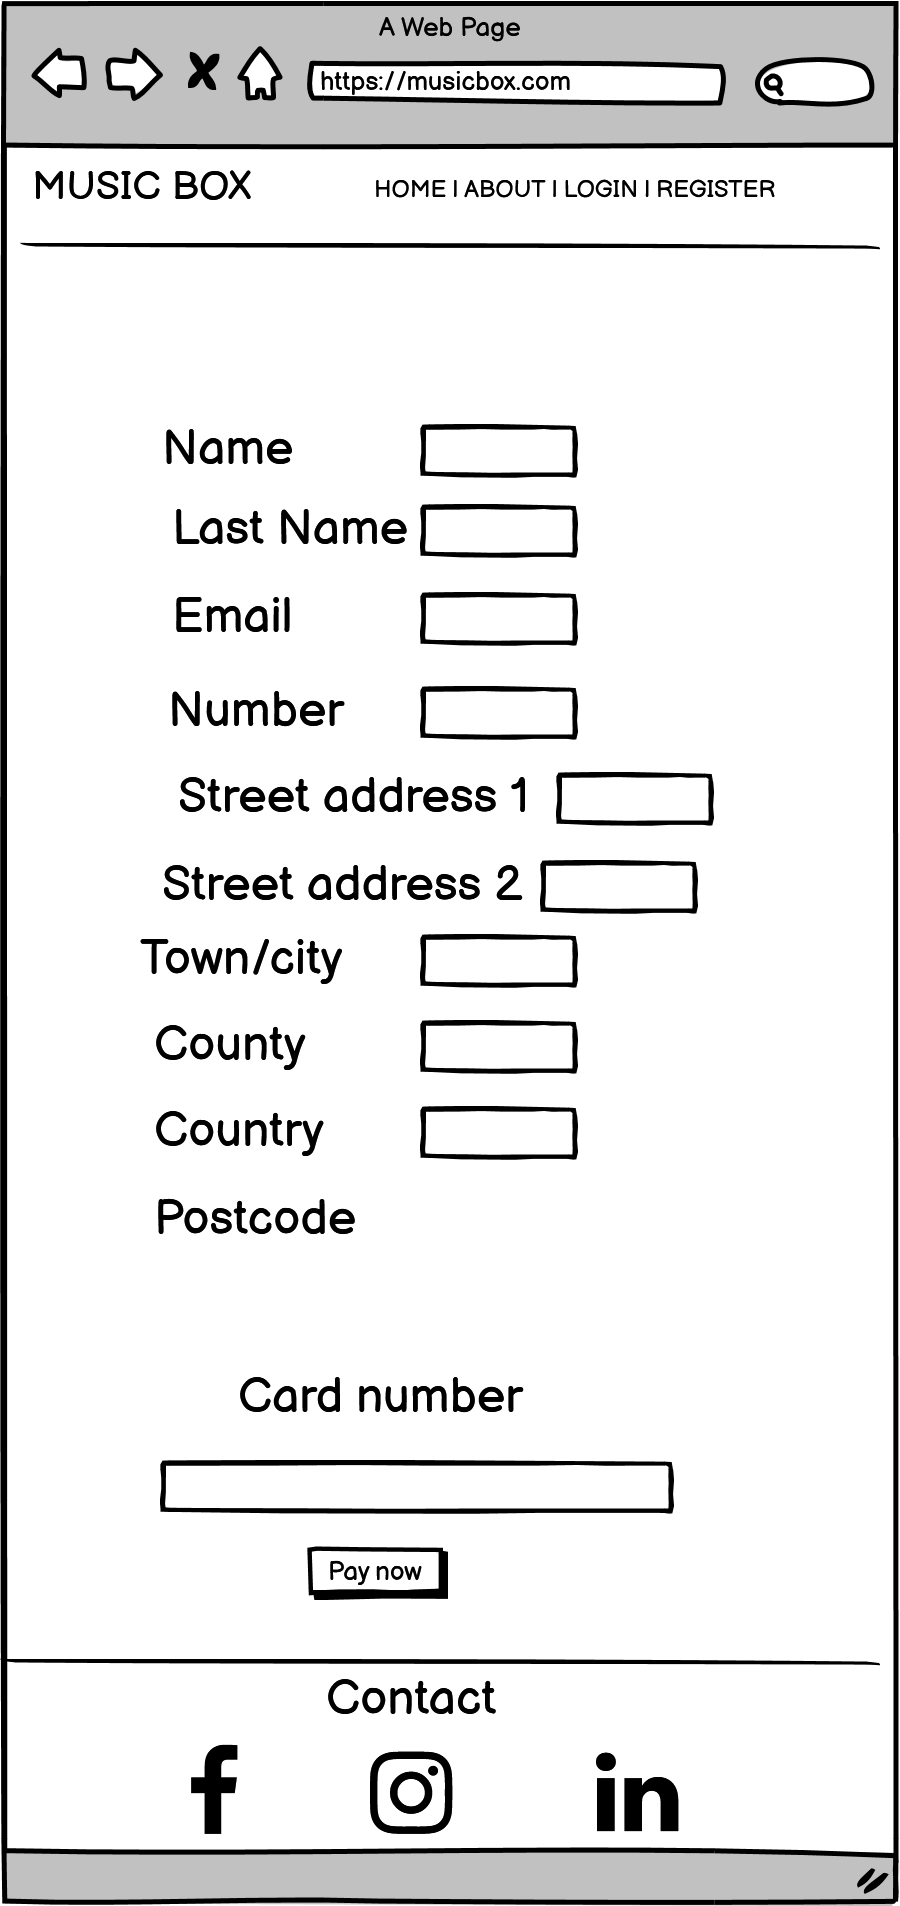 A Web Page
https://musicbox.com
MUSIC BOX
HOME | ABOUT | LOGIN | REGISTER
Name
Last Name
Email
Number
Street address 1
Street address 2
Town/city
County
Country
Postcode
Card number
Pay now
Contact